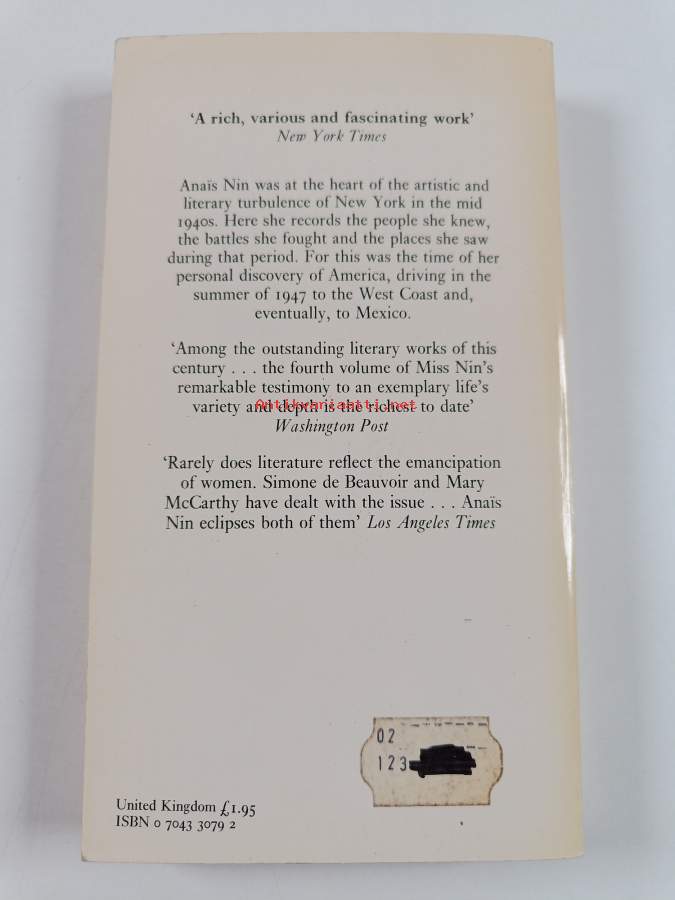 ‘A rich, various and fascinating work’
New York Times
Anaïs Nin was at the heart of the artistic and
literary turbulence of New York in the mid
1940s. Here she records the people she knew,
the battles she fought and the places she saw
during that period. For this was the time of her
personal discovery of America, driving in the
summer of 1947 to the West Coast and,
eventually, to Mexico.
‘Among the outstanding literary works of this
century . . . the fourth volume of Miss Nin’s
remarkable testimony to an exemplary life’s
variety and depth is the richest to date’
Antikvariaatti.net
Washington Post
‘Rarely does literature reflect the emancipation
of women. Simone de Beauvoir and Mary
McCarthy have dealt with the issue . . . Anaïs
Nin eclipses both of them’ Los Angeles Times
02
123
United Kingdom £1.95
ISBN 0 7043 3079 2